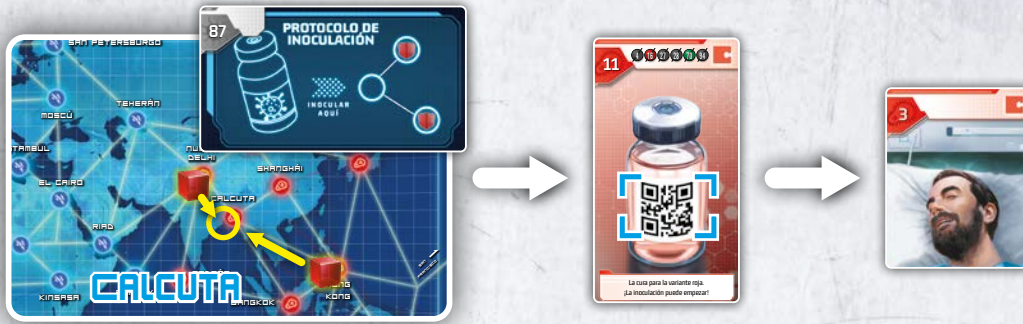 87
PROTOCOLO DE
INOCULACIÓN
INOCULAR
AQUÍ
SAN PETERSBURGO
MOSCÚ
TEHERÁN
DELHI
SHANGHÁI
EL CAIRO
CALCUTA
RIAD
KINSASA
CALCUTA
BANGKOK
KONG
11
La cura para la variante roja.
¡La inoculación puede empezar!
3